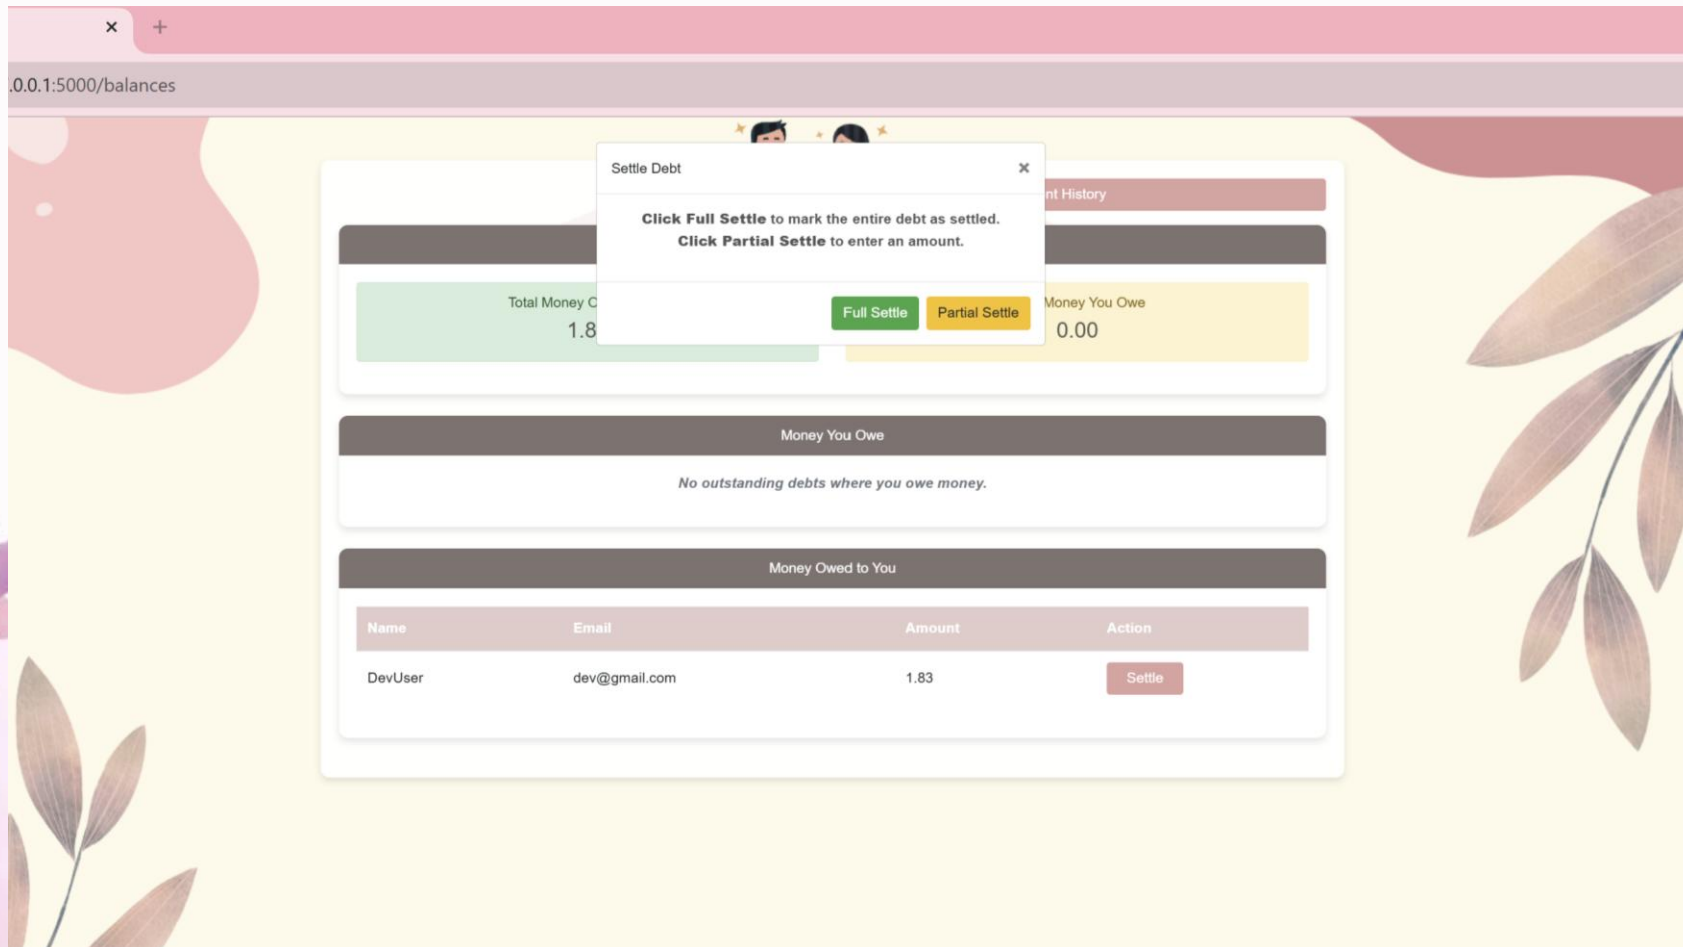 .0.0.1:5000/balances
Settle Debt
nt History
Click Full Settle to mark the entire debt as settled.
Click Partial Settle to enter an amount.
Total Money
Money You Owe
Full Settle Partial Settle
1.8
0.00
Money You Owe
No outstanding debts where you owe money.
Money Owed to You
Name Email Amount Action
DevUser dev@gmail.com 1.83 Settle